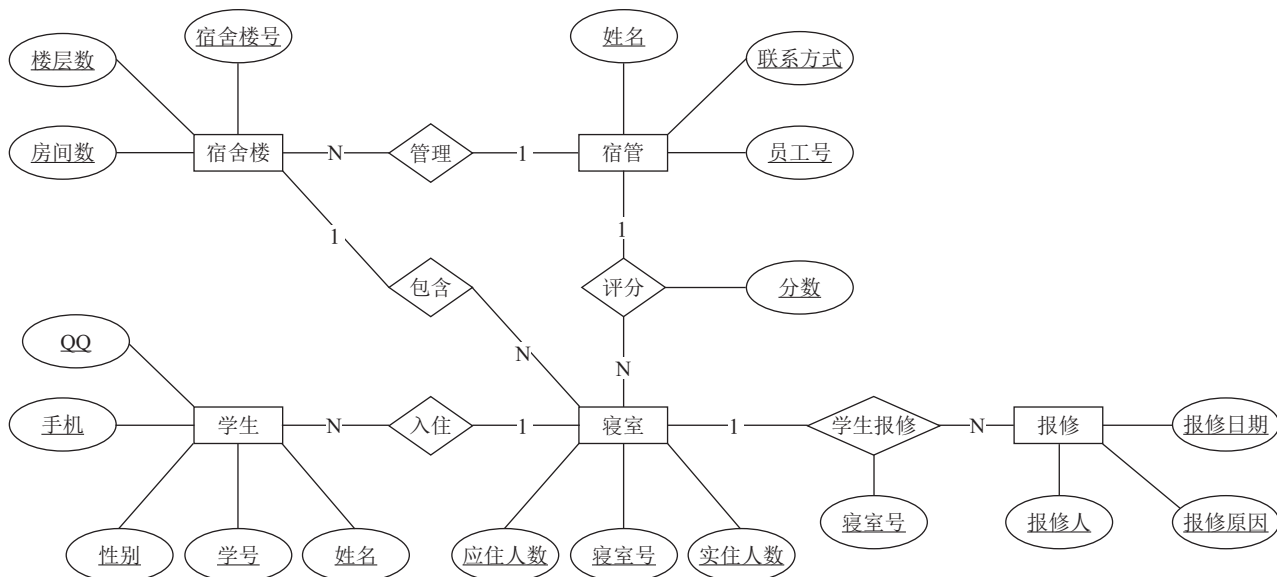 宿舍楼号
姓名
楼层数
联系方式
房间数
宿舍楼
N
管理
1
宿管
员工号
1
1
包含
评分
分数
QQ
N
N
手机
学生
N
入住
1
寝室
1
学生报修
N
报修
报修日期
性别
学号
姓名
应住人数
寝室号
实住人数
寝室号
报修人
报修原因